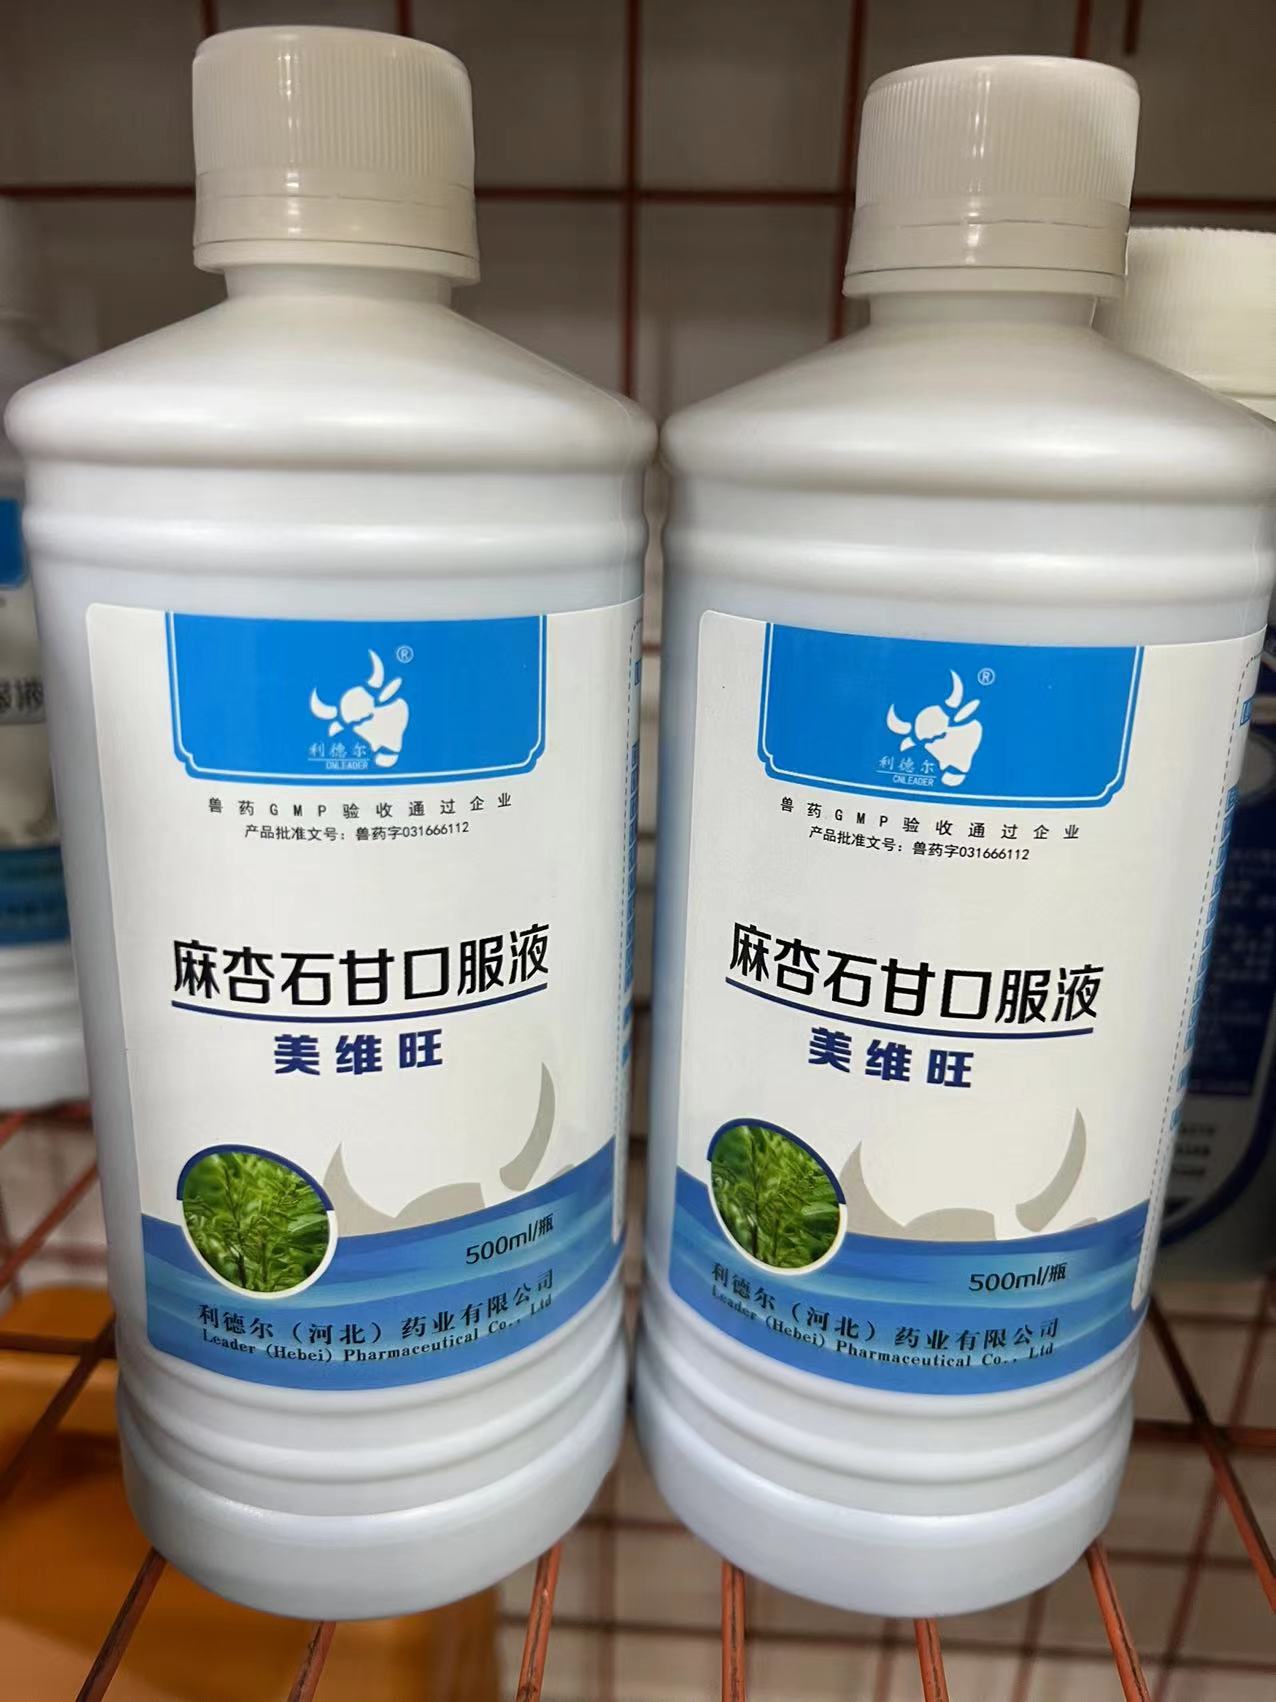 ®
利德尔
CNLEADER
兽药GMP验收通过企业
产品批准文号：兽药字031666112
麻杏石甘口服液
美维旺
500ml/瓶
利德尔（河北）药业有限公司
Leader (Hebei) Pharmaceutical Co., Ltd
®
利德尔
CNLEADER
兽药GMP验收通过企业
产品批准文号：兽药字031666112
麻杏石甘口服液
美维旺
500ml/瓶
利德尔（河北）药业有限公司
Leader (Hebei) Pharmaceutical Co., Ltd